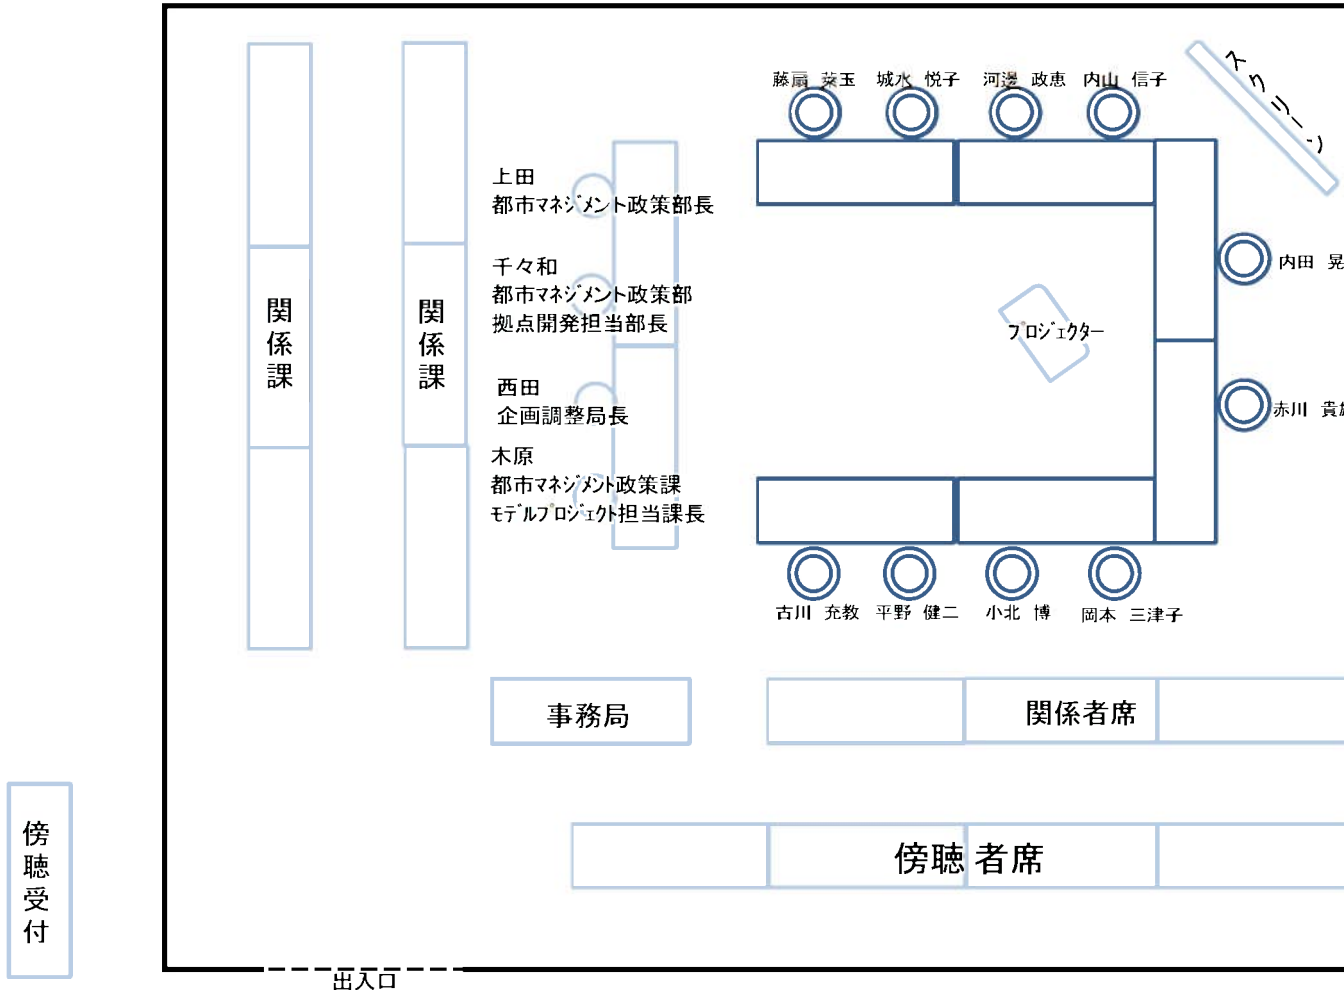 藤扇 菜玉 城水 悦子 河邊 政恵 内山 信子
スクリーン
上田
都市マネジメント政策部長
千々和
都市マネジメント政策部
拠点開発担当部長
西田
企画調整局長
木原
都市マネジメント政策課
モデルプロジェクト担当課長
関係課
関係課
プロジェクター
内田 晃
赤川 貴
古川 充教 平野 健二 小北 博 岡本 三津子
事務局
関係者席
傍聴者席
傍聴受付
出入口